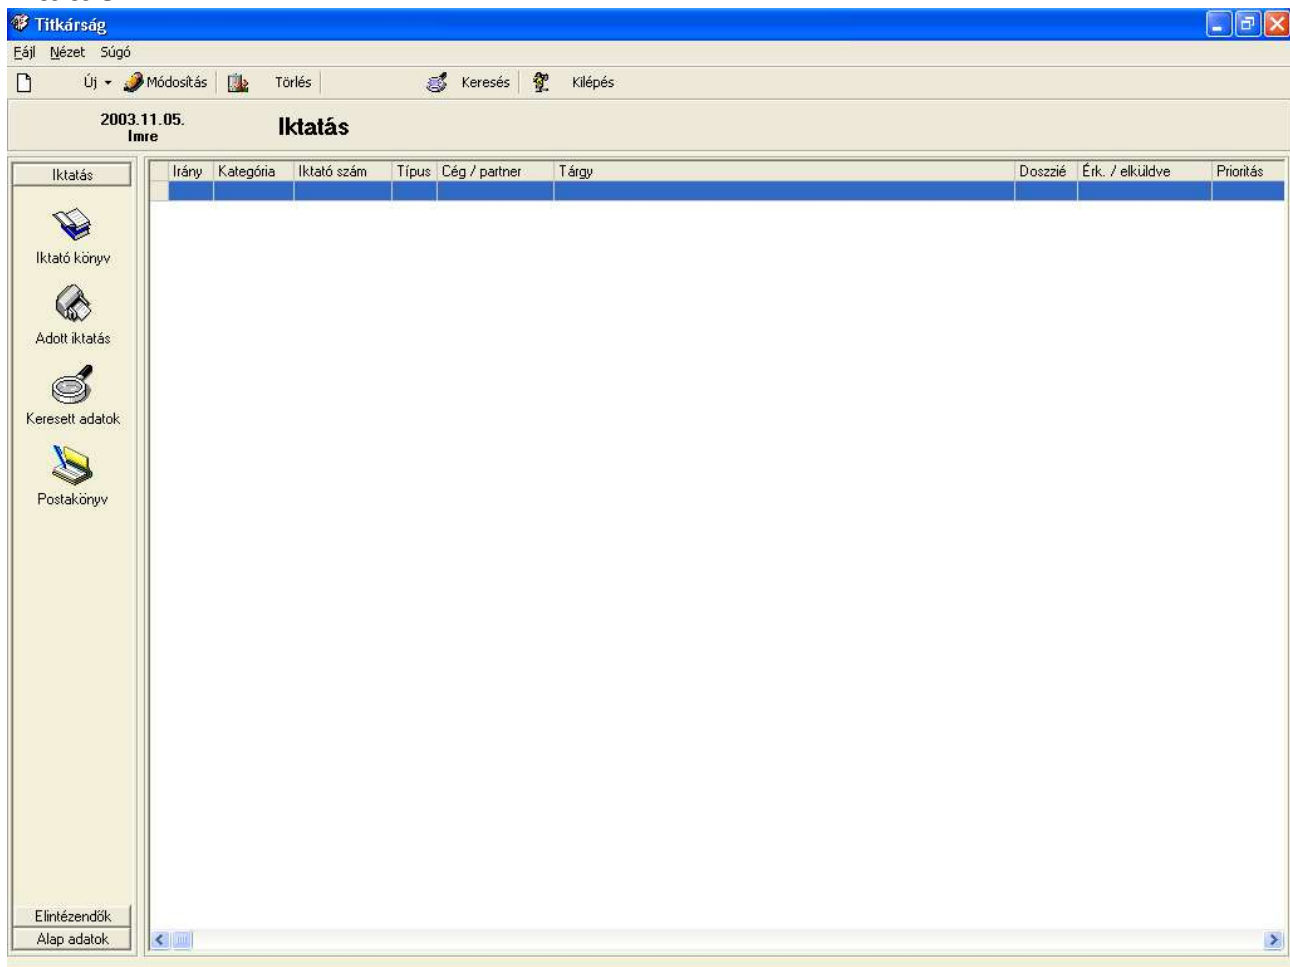 Titkárság
Fájl Nézet Súgó
Új Módosítás Törlés Keresés Kilépés
2003.11.05.
Imre
Iktatás
Iktatás
Irány Kategória Iktató szám Típus Cég / partner Tárgy Dosszié Érk. / elküldve Prioritás
Iktató könyv
Adott iktatás
Keresett adatok
Postakönyv
Elintézendők
Alap adatok